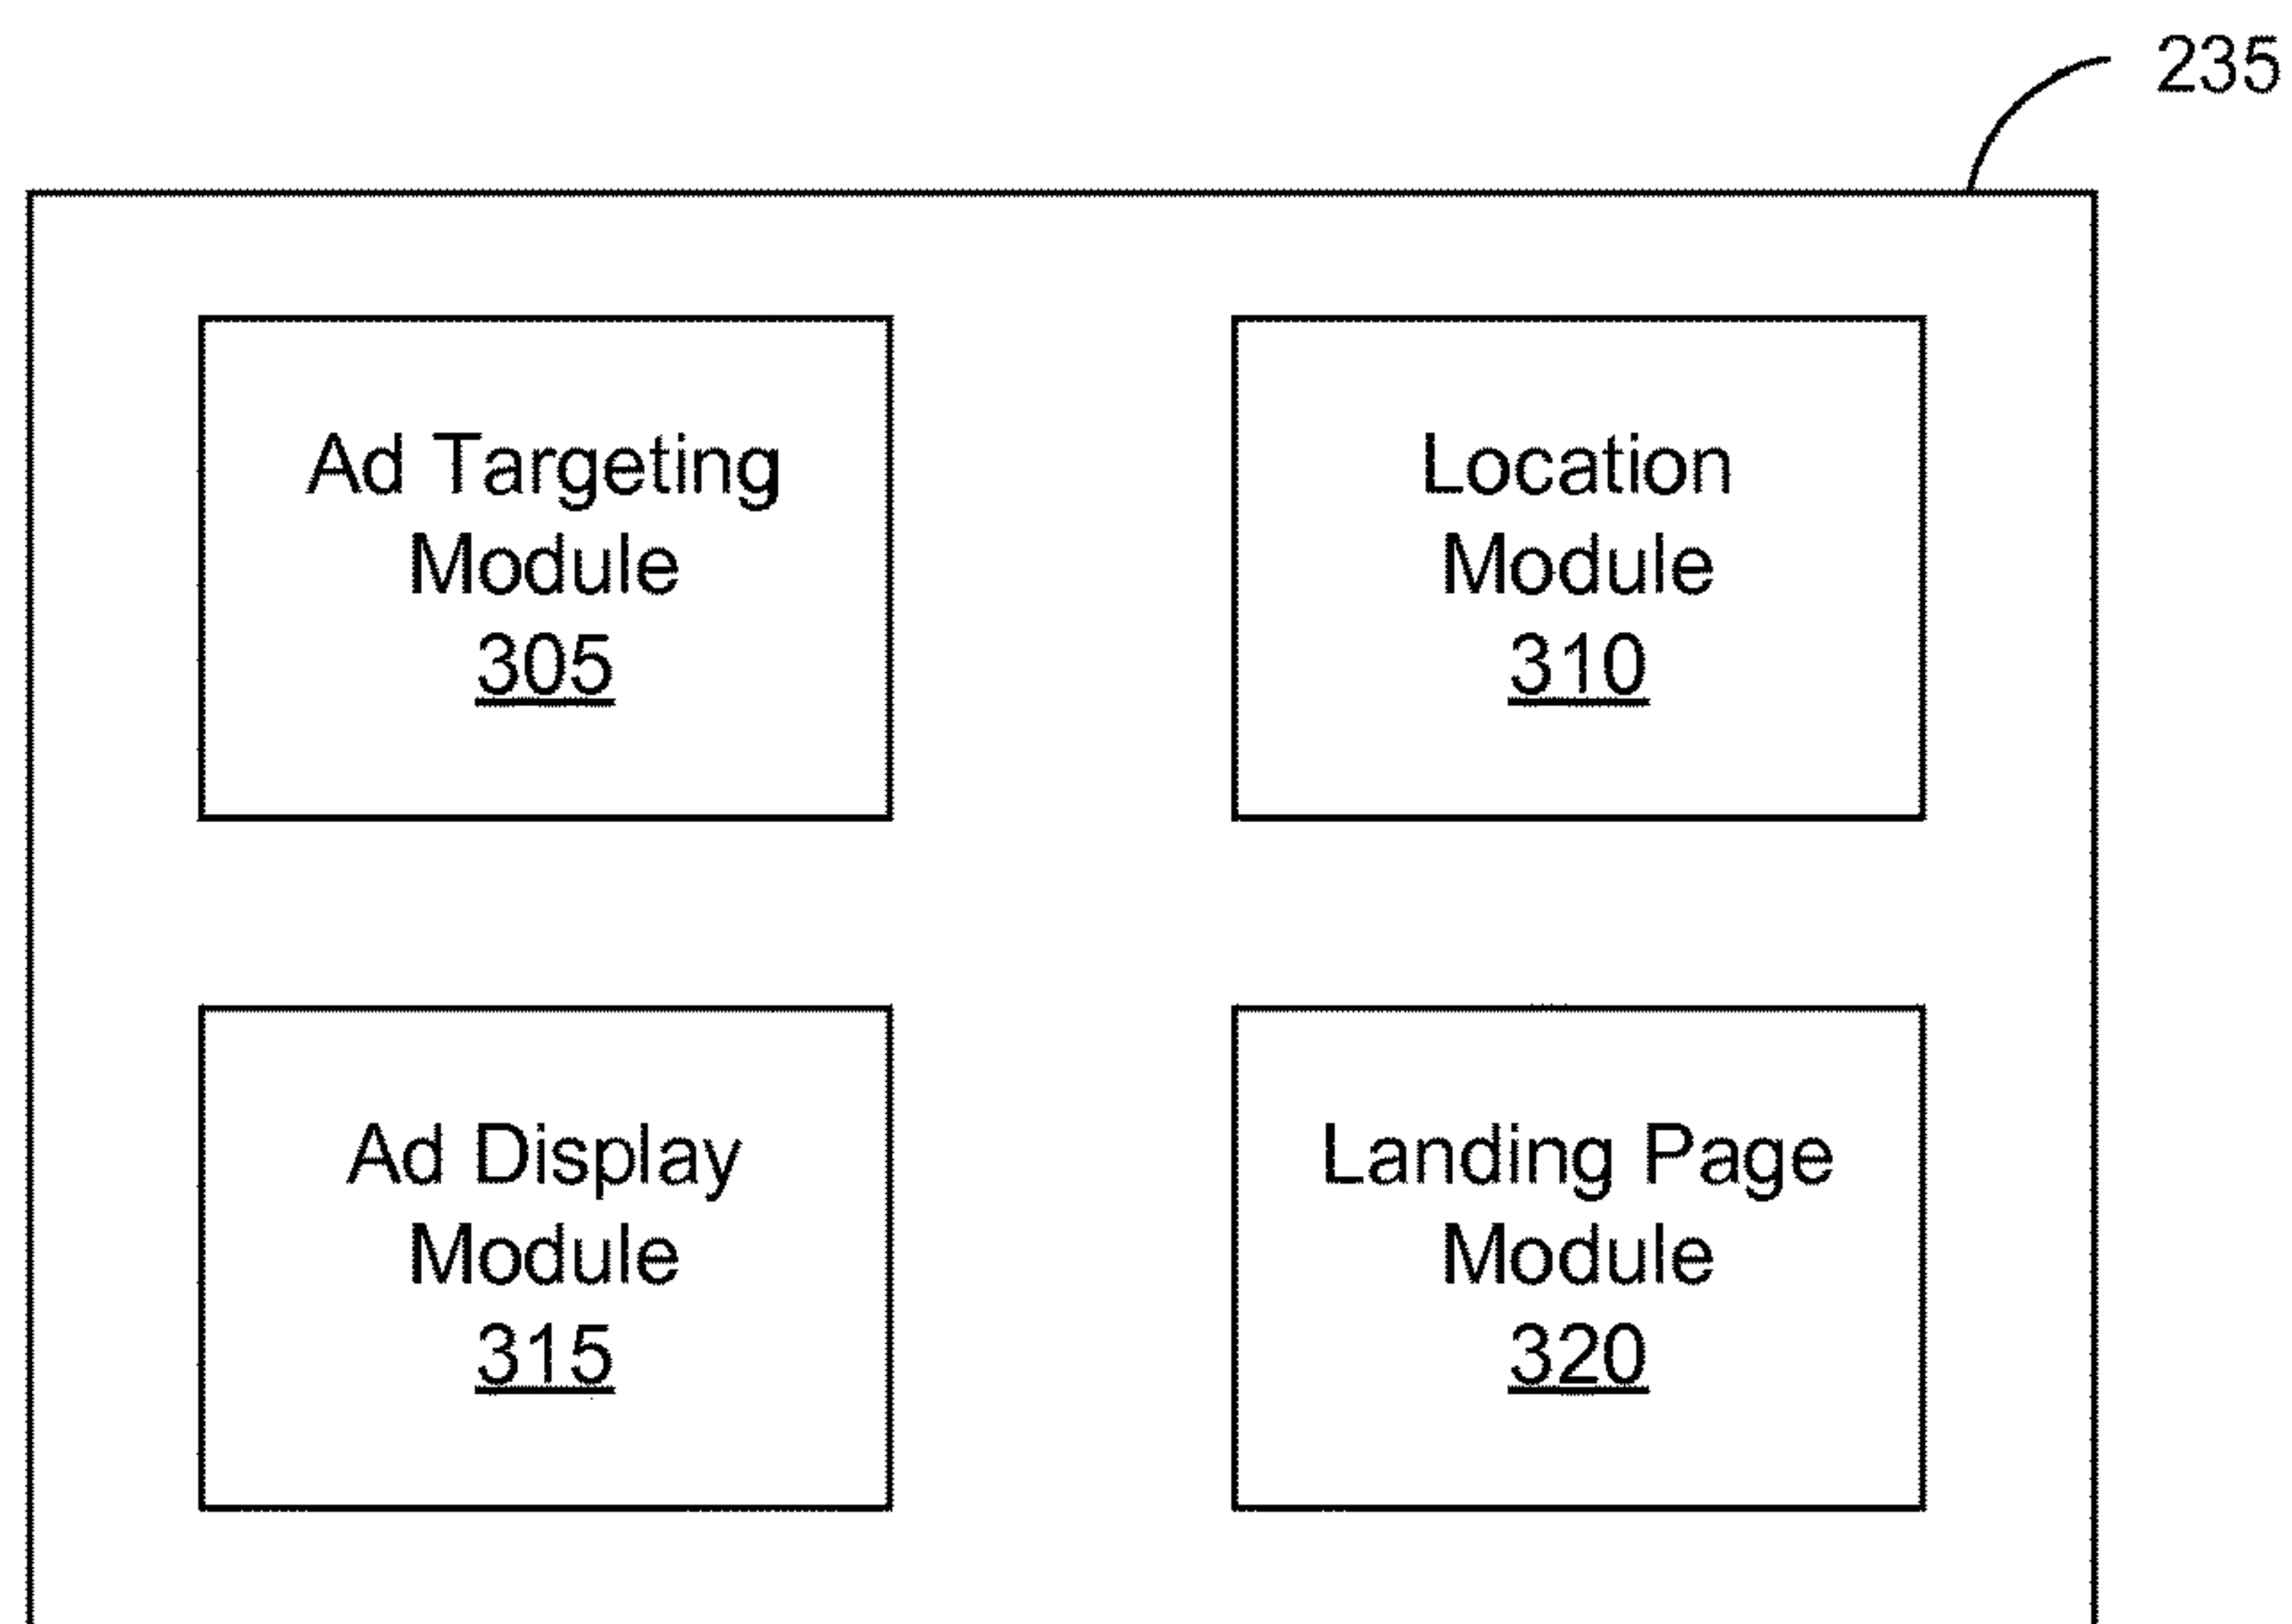 235
Ad Targeting
Module
305
Location
Module
310
Ad Display
Module
315
Landing Page
Module
320